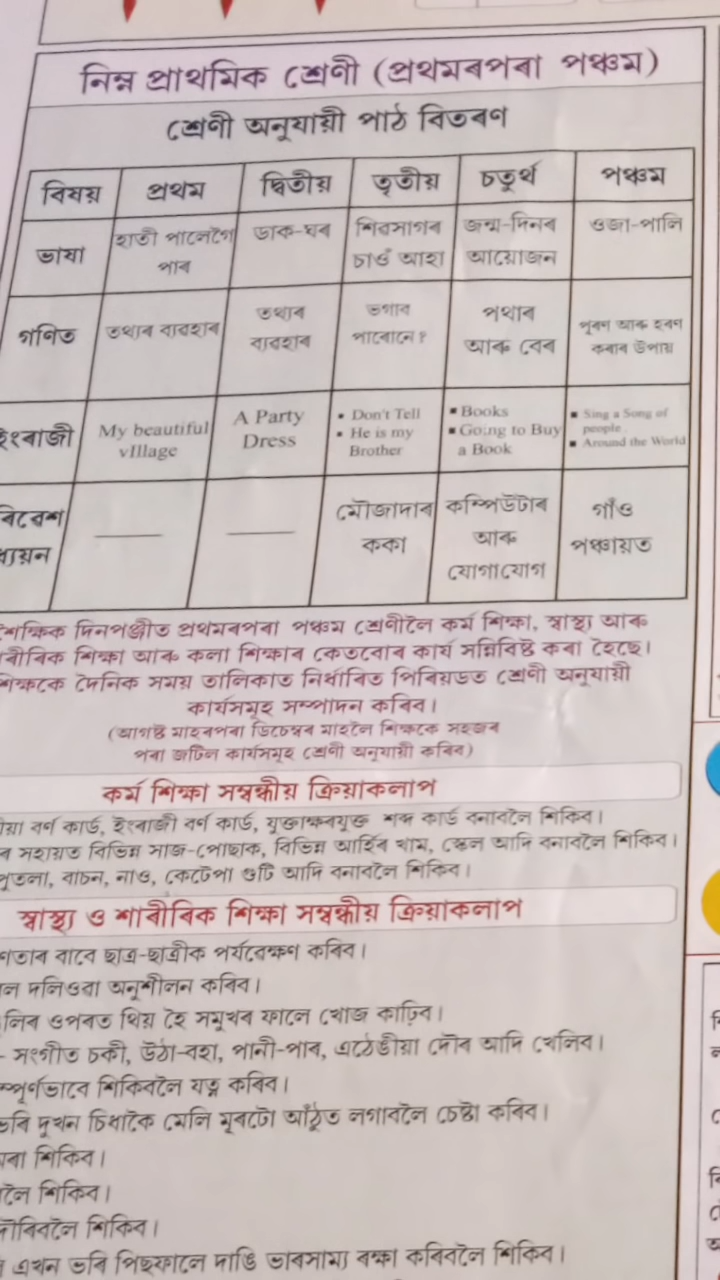 নিম্ন প্ৰাথমিক শ্ৰেণী (প্ৰথমৰপৰা পঞ্চম)
শ্ৰেণী অনুযায়ী পাঠ বিতৰণ
বিষয় প্ৰথম দ্বিতীয় তৃতীয় চতুৰ্থ পঞ্চম
ভাষা হাতী পালেগৈ পাৰ ডাক-ঘৰ শিৱসাগৰ চাওঁ আহা জন্ম-দিনৰ আয়োজন ওজা-পালি
গণিত তথ্যৰ ব্যৱহাৰ তথ্যৰ ব্যৱহাৰ ভগাব পাৰোনে? পথাৰ আৰু বেৰ পূৰণ আৰু হৰণ কৰাৰ উপায়
ইংৰাজী My beautiful vIllage A Party Dress • Don't Tell • He is my Brother ▪ Books ▪ Going to Buy a Book ▪ Sing a Song of people. ▪ Around the World
মৌজাদাৰ ককা কম্পিউটাৰ আৰু যোগাযোগ গাঁও পঞ্চায়ত
শৈক্ষিক দিনপঞ্জীত প্ৰথমৰপৰা পঞ্চম শ্ৰেণীলৈ কৰ্ম শিক্ষা, স্বাস্থ্য আৰু
শিক্ষা আৰু কলা শিক্ষাৰ কেতবোৰ কাৰ্য সন্নিবিষ্ট কৰা হৈছে।
দৈনিক সময় তালিকাত নিৰ্ধাৰিত পিৰিয়ডত শ্ৰেণী অনুযায়ী
কাৰ্যসমূহ সম্পাদন কৰিব।
(আগষ্ট মাহৰপৰা ডিচেম্বৰ মাহলৈ শিক্ষকে সহজৰ
পৰা জটিল কাৰ্যসমূহ শ্ৰেণী অনুযায়ী কৰিব)
কৰ্ম শিক্ষা সম্বন্ধীয় ক্ৰিয়াকলাপ
বৰ্ণ কাৰ্ড, ইংৰাজী বৰ্ণ কাৰ্ড, যুক্তাক্ষৰযুক্ত শব্দ কাৰ্ড বনাবলৈ শিকিব।
সহায়ত বিভিন্ন সাজ-পোছাক, বিভিন্ন আৰ্হিৰ খাম, স্কেল আদি বনাবলৈ শিকিব।
পুতলা, বাচন, নাও, কেটেপা গুটি আদি বনাবলৈ শিকিব।
স্বাস্থ্য ও শাৰীৰিক শিক্ষা সম্বন্ধীয় ক্ৰিয়াকলাপ
বাবে ছাত্ৰ-ছাত্ৰীক পৰ্যবেক্ষণ কৰিব।
দলিওৱা অনুশীলন কৰিব।
ওপৰত থিয় হৈ সমুখৰ ফালে খোজ কাঢ়িব।
- সংগীত চকী, উঠা-বহা, পানী-পাৰ, এঠেঙীয়া দৌৰ আদি খেলিব।
শিকিবলৈ যত্ন কৰিব।
ভৰি দুখন চিধাকৈ মেলি মূৰটো আঁঠুত লগাবলৈ চেষ্টা কৰিব।
শিকিব।
শিকিব।
শিকিব।
এখন ভৰি পিছফালে দাঙি ভাৰসাম্য ৰক্ষা কৰিবলৈ শিকিব।